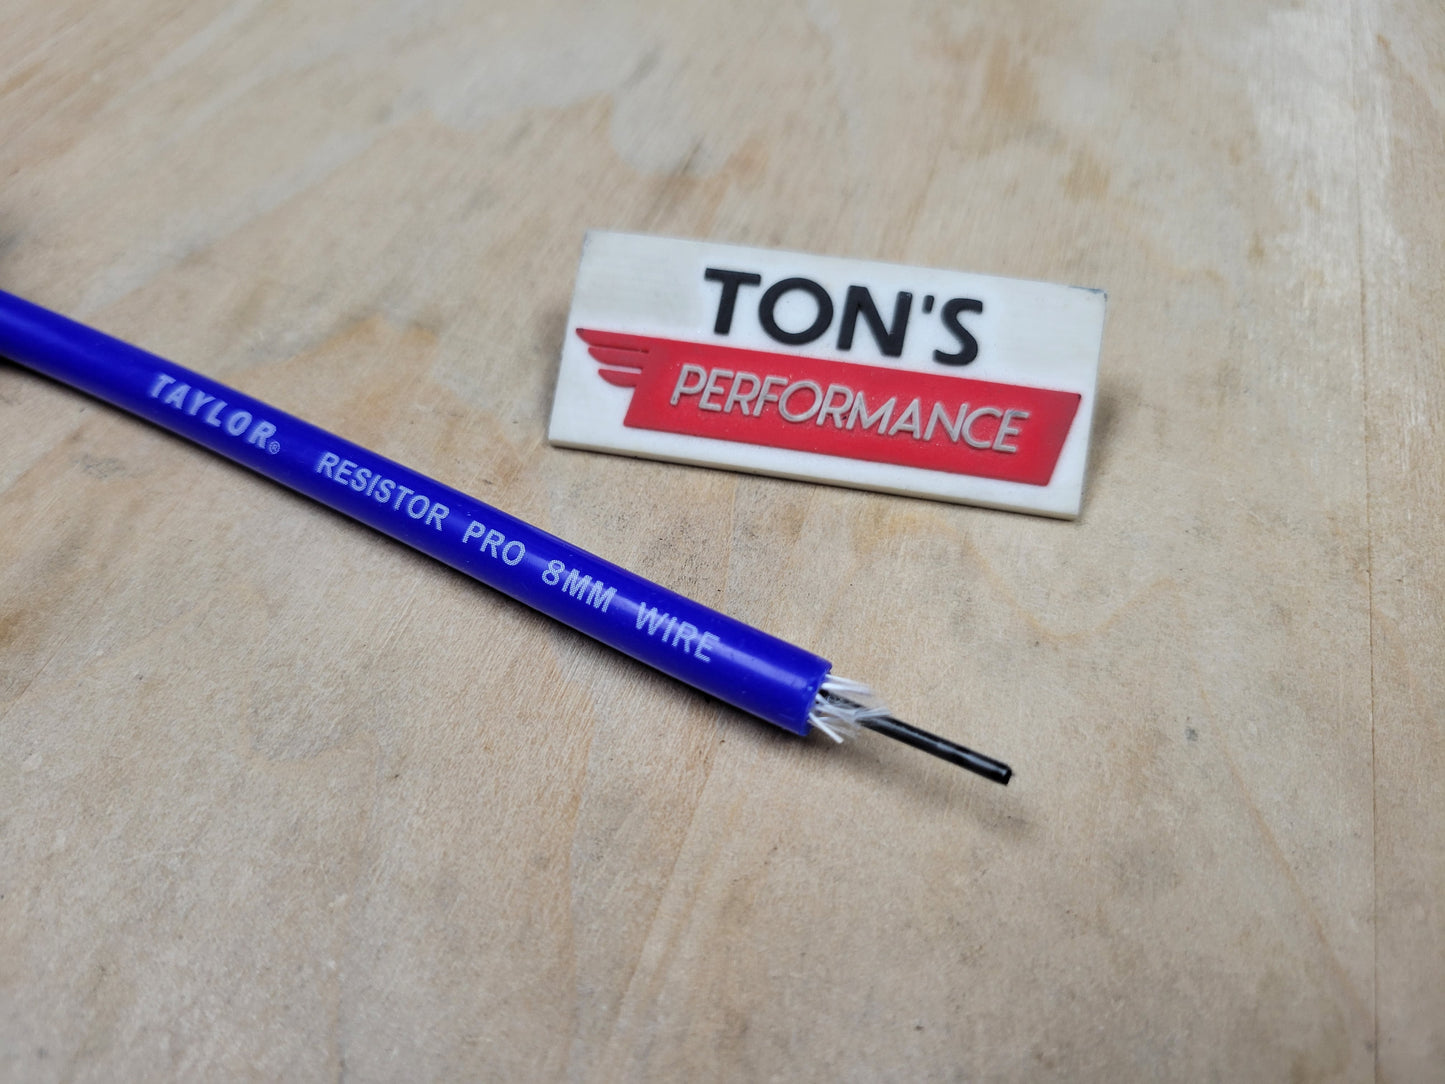 TON'S
PERFORMANCE
TAYLOR® RESISTOR PRO 8MM WIRE